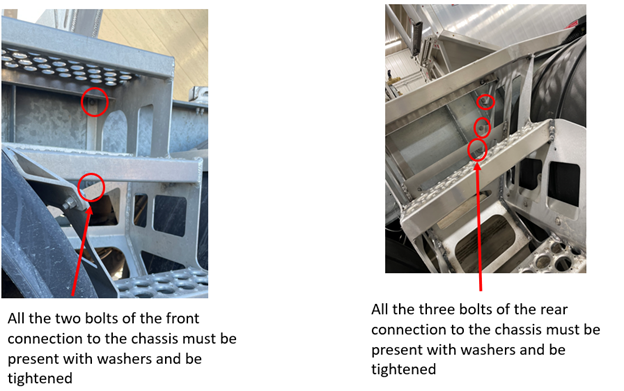 All the two bolts of the front
connection to the chassis must be
present with washers and be
tightened
All the three bolts of the rear
connection to the chassis must be
present with washers and be
tightened